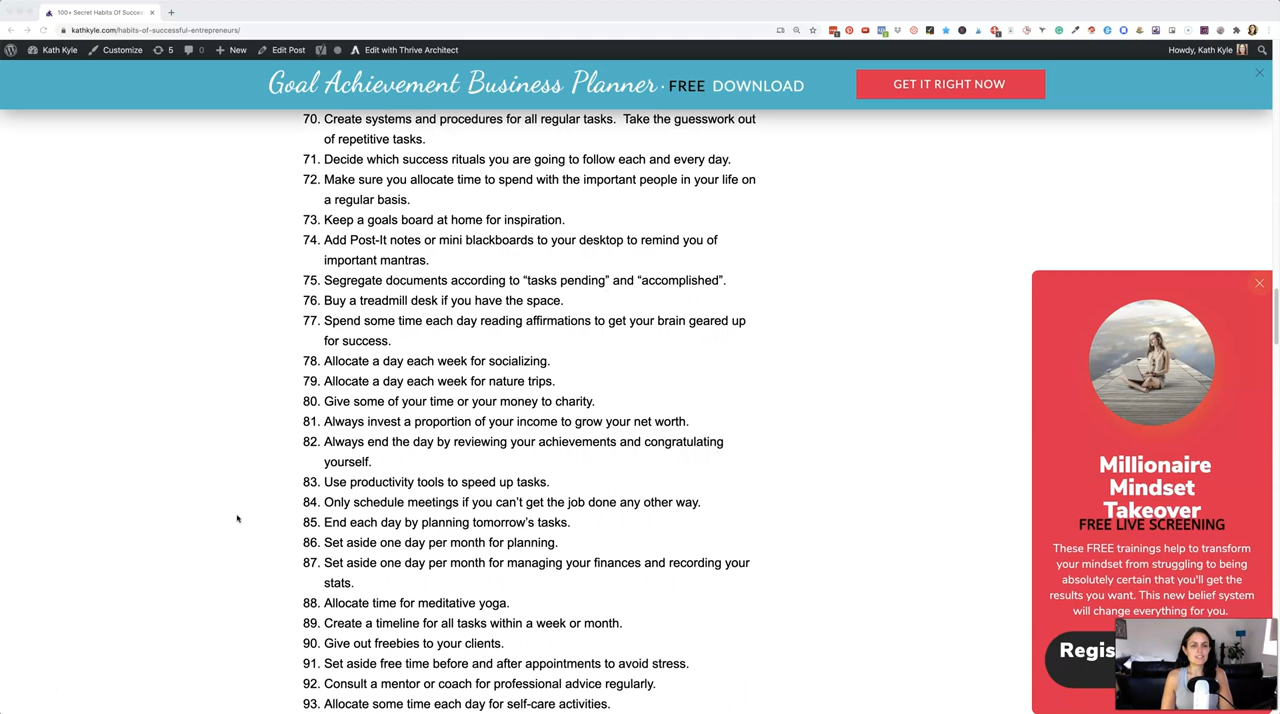 100+ Secret Habits Of Succes
kathkyle.com/habits-of-successful-entrepreneurs/
Kath Kyle Customize 5 0 New Edit Post Edit with Thrive Architect Howdy, Kath Kyle
Goal Achievement Business Planner · FREE DOWNLOAD GET IT RIGHT NOW
70. Create systems and procedures for all regular tasks. Take the guesswork out
of repetitive tasks.
71. Decide which success rituals you are going to follow each and every day.
72. Make sure you allocate time to spend with the important people in your life on
a regular basis.
73. Keep a goals board at home for inspiration.
74. Add Post-It notes or mini blackboards to your desktop to remind you of
important mantras.
75. Segregate documents according to “tasks pending” and “accomplished”.
76. Buy a treadmill desk if you have the space.
77. Spend some time each day reading affirmations to get your brain geared up
for success.
78. Allocate a day each week for socializing.
79. Allocate a day each week for nature trips.
80. Give some of your time or your money to charity.
81. Always invest a proportion of your income to grow your net worth.
82. Always end the day by reviewing your achievements and congratulating
yourself.
83. Use productivity tools to speed up tasks.
84. Only schedule meetings if you can’t get the job done any other way.
85. End each day by planning tomorrow’s tasks.
86. Set aside one day per month for planning.
87. Set aside one day per month for managing your finances and recording your
stats.
88. Allocate time for meditative yoga.
89. Create a timeline for all tasks within a week or month.
90. Give out freebies to your clients.
91. Set aside free time before and after appointments to avoid stress.
92. Consult a mentor or coach for professional advice regularly.
93. Allocate some time each day for self-care activities.
Millionaire
Mindset
Takeover
FREE LIVE SCREENING
These FREE trainings help to transform
your mindset from struggling to being
absolutely certain that you'll get the
results you want. This new belief system
will change everything for you.
Regis